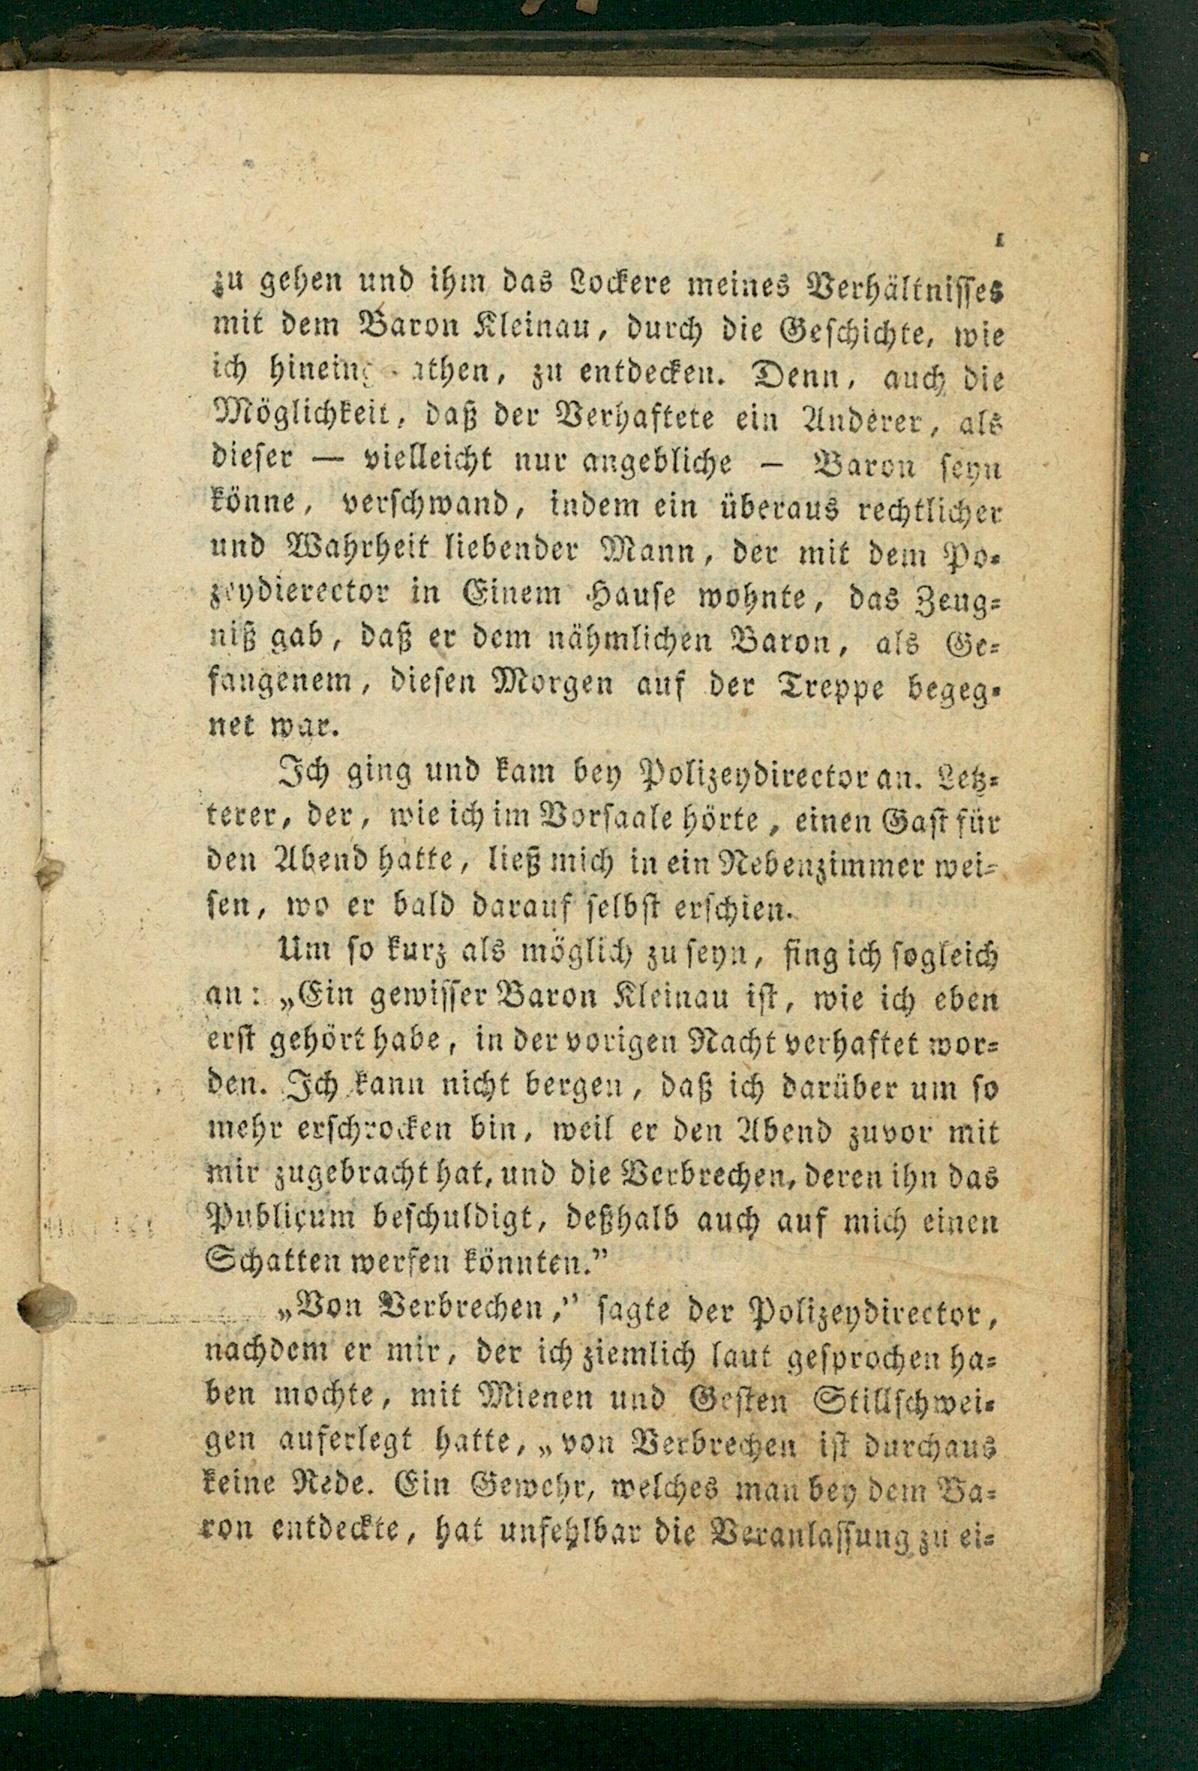 zu gehen und ihm das Lockere meines Verhältnisses
mit dem Baron Kleinau, durch die Geschichte, wie
ich , zu entdecken. Denn, auch die
Möglichkeit, daß der Verhaftete ein Anderer, als
dieser — vielleicht nur angebliche — Baron seyn
könne, verschwand, indem ein überaus rechtlicher
und Wahrheit liebender Mann, der mit dem Po-
zeydierector in Einem Hause wohnte, das Zeug-
niß gab, daß er dem nähmlichen Baron, als Ge-
fangenem, diesen Morgen auf der Treppe begeg-
net war.
Ich ging und kam bey Polizeydirector an. Letz-
terer, der, wie ich im Vorsaale hörte, einen Gast für
den Abend hatte, ließ mich in ein Nebenzimmer wei-
sen, wo er bald darauf selbst erschien.
Um so kurz als möglich zu seyn, fing ich sogleich
an: „Ein gewisser Baron Kleinau ist, wie ich eben
erst gehört habe, in der vorigen Nacht verhaftet wor-
den. Ich kann nicht bergen, daß ich darüber um so
mehr erschrocken bin, weil er den Abend zuvor mit
mir zugebracht hat, und die Verbrechen, deren ihn das
Publicum beschuldigt, deßhalb auch auf mich einen
Schatten werfen könnten.”
„Von Verbrechen,” sagte der Polizeydirector,
nachdem er mir, der ich ziemlich laut gesprochen ha-
ben mochte, mit Mienen und Gesten Stillschwei-
gen auferlegt hatte, „von Verbrechen ist durchaus
keine Rede. Ein Gewehr, welches man bey dem Ba-
ron entdeckte, hat unfehlbar die Veranlassung zu ei-